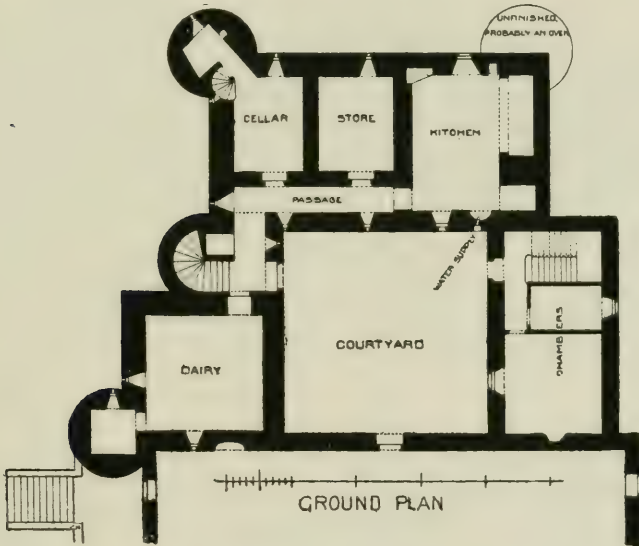 UNFINISHED,
PROBABLY AN OVEN
CELLAR
STORE
KITCHEN
PASSAGE
WATER SUPPLY
DAIRY
COURTYARD
CHAMBERS
GROUND PLAN